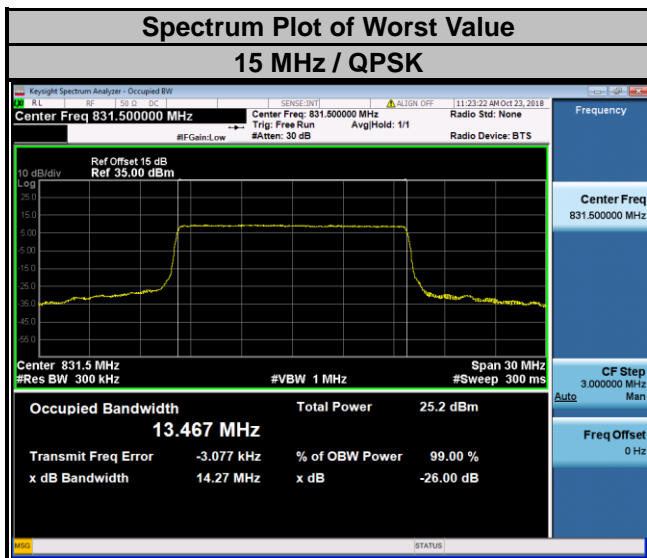 Spectrum Plot of Worst Value
15 MHz / QPSK
Keysight Spectrum Analyzer - Occupied BW
RL RF 50 Ω DC SENSE:INT ALIGN OFF 11:23:22 AM Oct 23, 2018
Center Freq 831.500000 MHz
Center Freq: 831.500000 MHz
Radio Std: None
Trig: Free Run Avg|Hold: 1/1
#IFGain:Low
#Atten: 30 dB
Radio Device: BTS
Ref Offset 15 dB
10 dB/div Ref 35.00 dBm
Log
25.0
15.0
5.00
-5.00
-15.0
-25.0
-35.0
-45.0
-55.0
Center 831.5 MHz
Span 30 MHz
#Res BW 300 kHz
#VBW 1 MHz
#Sweep 300 ms
Occupied Bandwidth
13.467 MHz
Total Power 25.2 dBm
Transmit Freq Error -3.077 kHz
% of OBW Power 99.00 %
x dB Bandwidth 14.27 MHz
x dB -26.00 dB
MSG
STATUS
Frequency
Center Freq
831.500000 MHz
CF Step
3.000000 MHz
Auto Man
Freq Offset
0 Hz